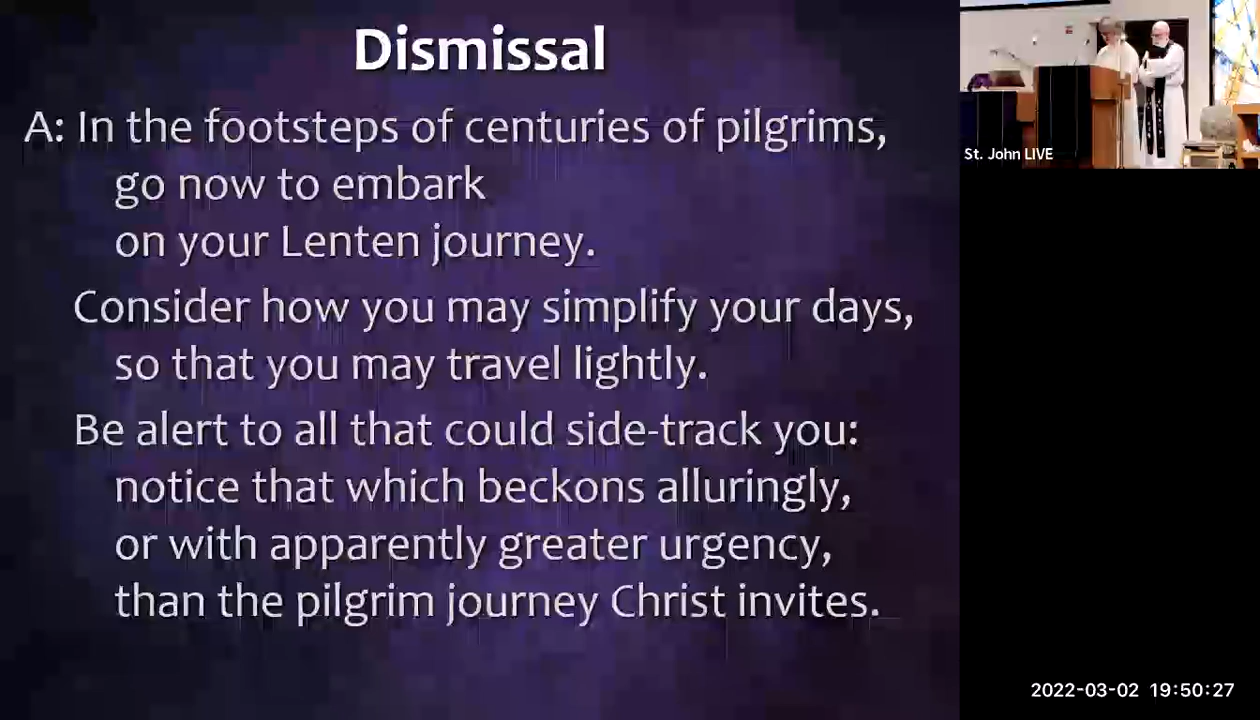 Dismissal
A: In the footsteps of centuries of pilgrims,
go now to embark
on your Lenten journey.
Consider how you may simplify your days,
so that you may travel lightly.
Be alert to all that could side-track you:
notice that which beckons alluringly,
or with apparently greater urgency,
than the pilgrim journey Christ invites.
St. John LIVE
2022-03-02 19:50:27